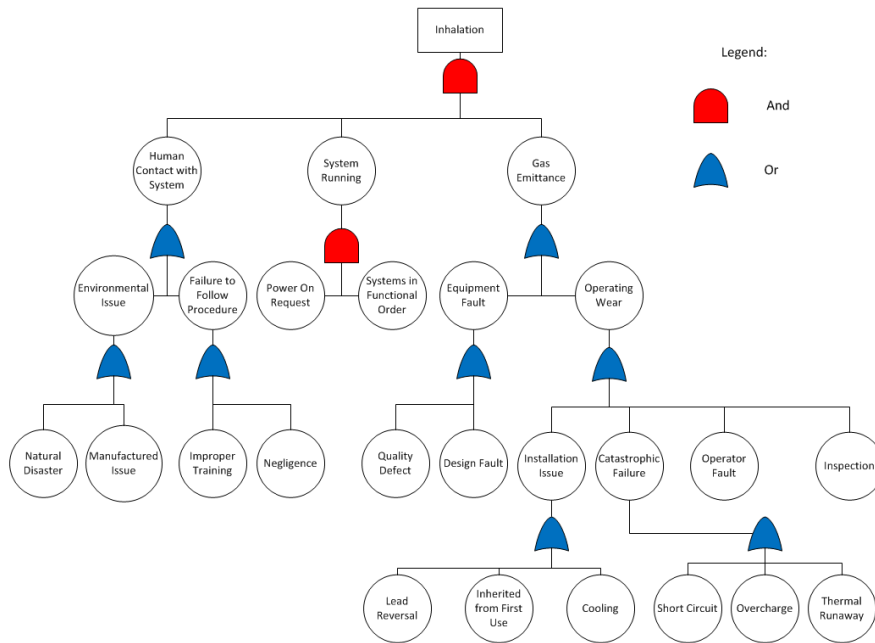 Inhalation
Legend:
And
Or
Human
Contact with
System
System
Running
Gas
Emittance
Environmental
Issue
Failure to
Follow
Procedure
Power On
Request
Systems in
Functional
Order
Equipment
Fault
Operating
Wear
Natural
Disaster
Manufactured
Issue
Improper
Training
Negligence
Quality
Defect
Design Fault
Installation
Issue
Catastrophic
Failure
Operator
Fault
Inspection
Lead
Reversal
Inherited
from First
Use
Cooling
Short Circuit
Overcharge
Thermal
Runaway